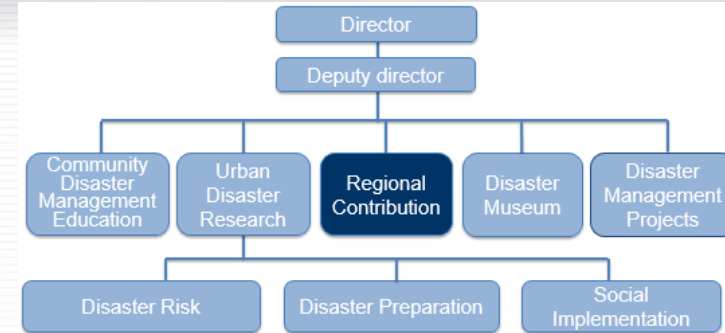 Director
Deputy director
Community
Disaster
Management
Education
Urban
Disaster
Research
Regional
Contribution
Disaster
Museum
Disaster
Management
Projects
Disaster Risk
Disaster Preparation
Social
Implementation